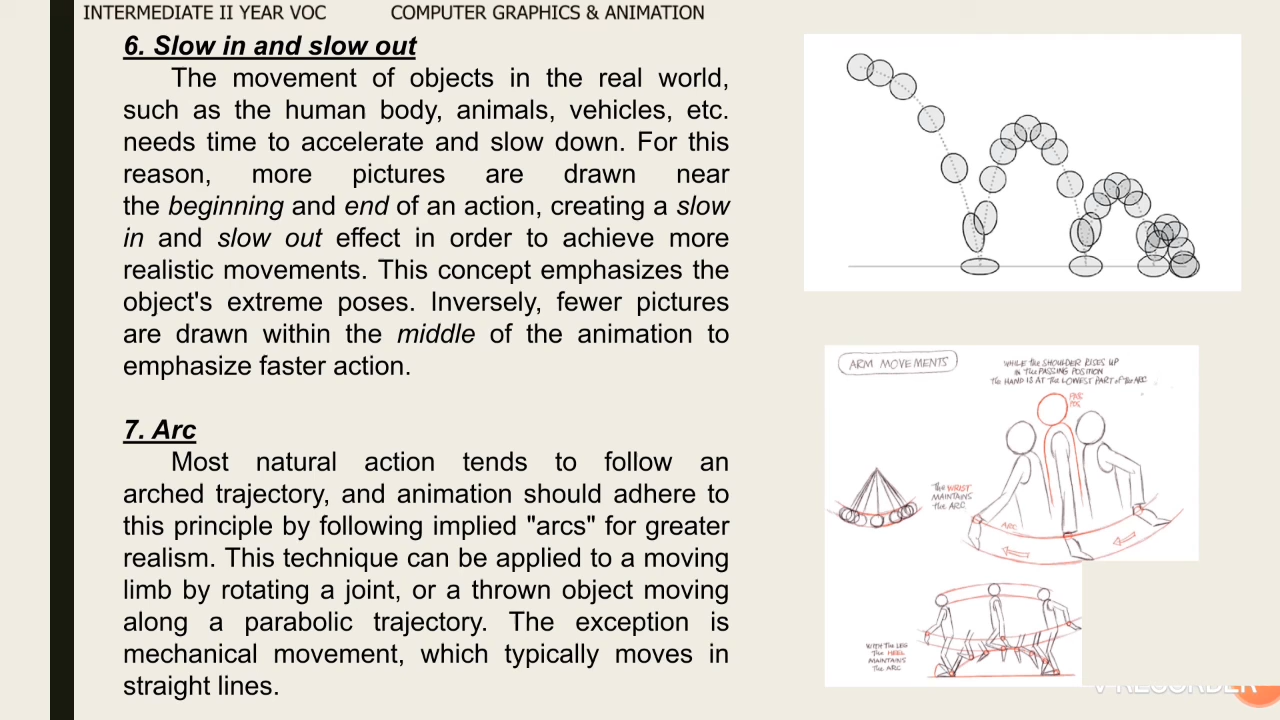 INTERMEDIATE II YEAR VOC COMPUTER GRAPHICS & ANIMATION
6. Slow in and slow out
The movement of objects in the real world,
such as the human body, animals, vehicles, etc.
needs time to accelerate and slow down. For this
reason, more pictures are drawn near
the beginning and end of an action, creating a slow
in and slow out effect in order to achieve more
realistic movements. This concept emphasizes the
object's extreme poses. Inversely, fewer pictures
are drawn within the middle of the animation to
emphasize faster action.
7. Arc
Most natural action tends to follow an
arched trajectory, and animation should adhere to
this principle by following implied "arcs" for greater
realism. This technique can be applied to a moving
limb by rotating a joint, or a thrown object moving
along a parabolic trajectory. The exception is
mechanical movement, which typically moves in
straight lines.
ARM MOVEMENTS
WHILE the SHOULDER RISES UP
IN the PASSING POSITION
the HAND IS AT the LOWEST PART of the ARC
PASS
POS
the WRIST
MAINTAINS
the ARC
ARC
WITH the LEG
the HEEL
MAINTAINS
the ARC
V RECORDER